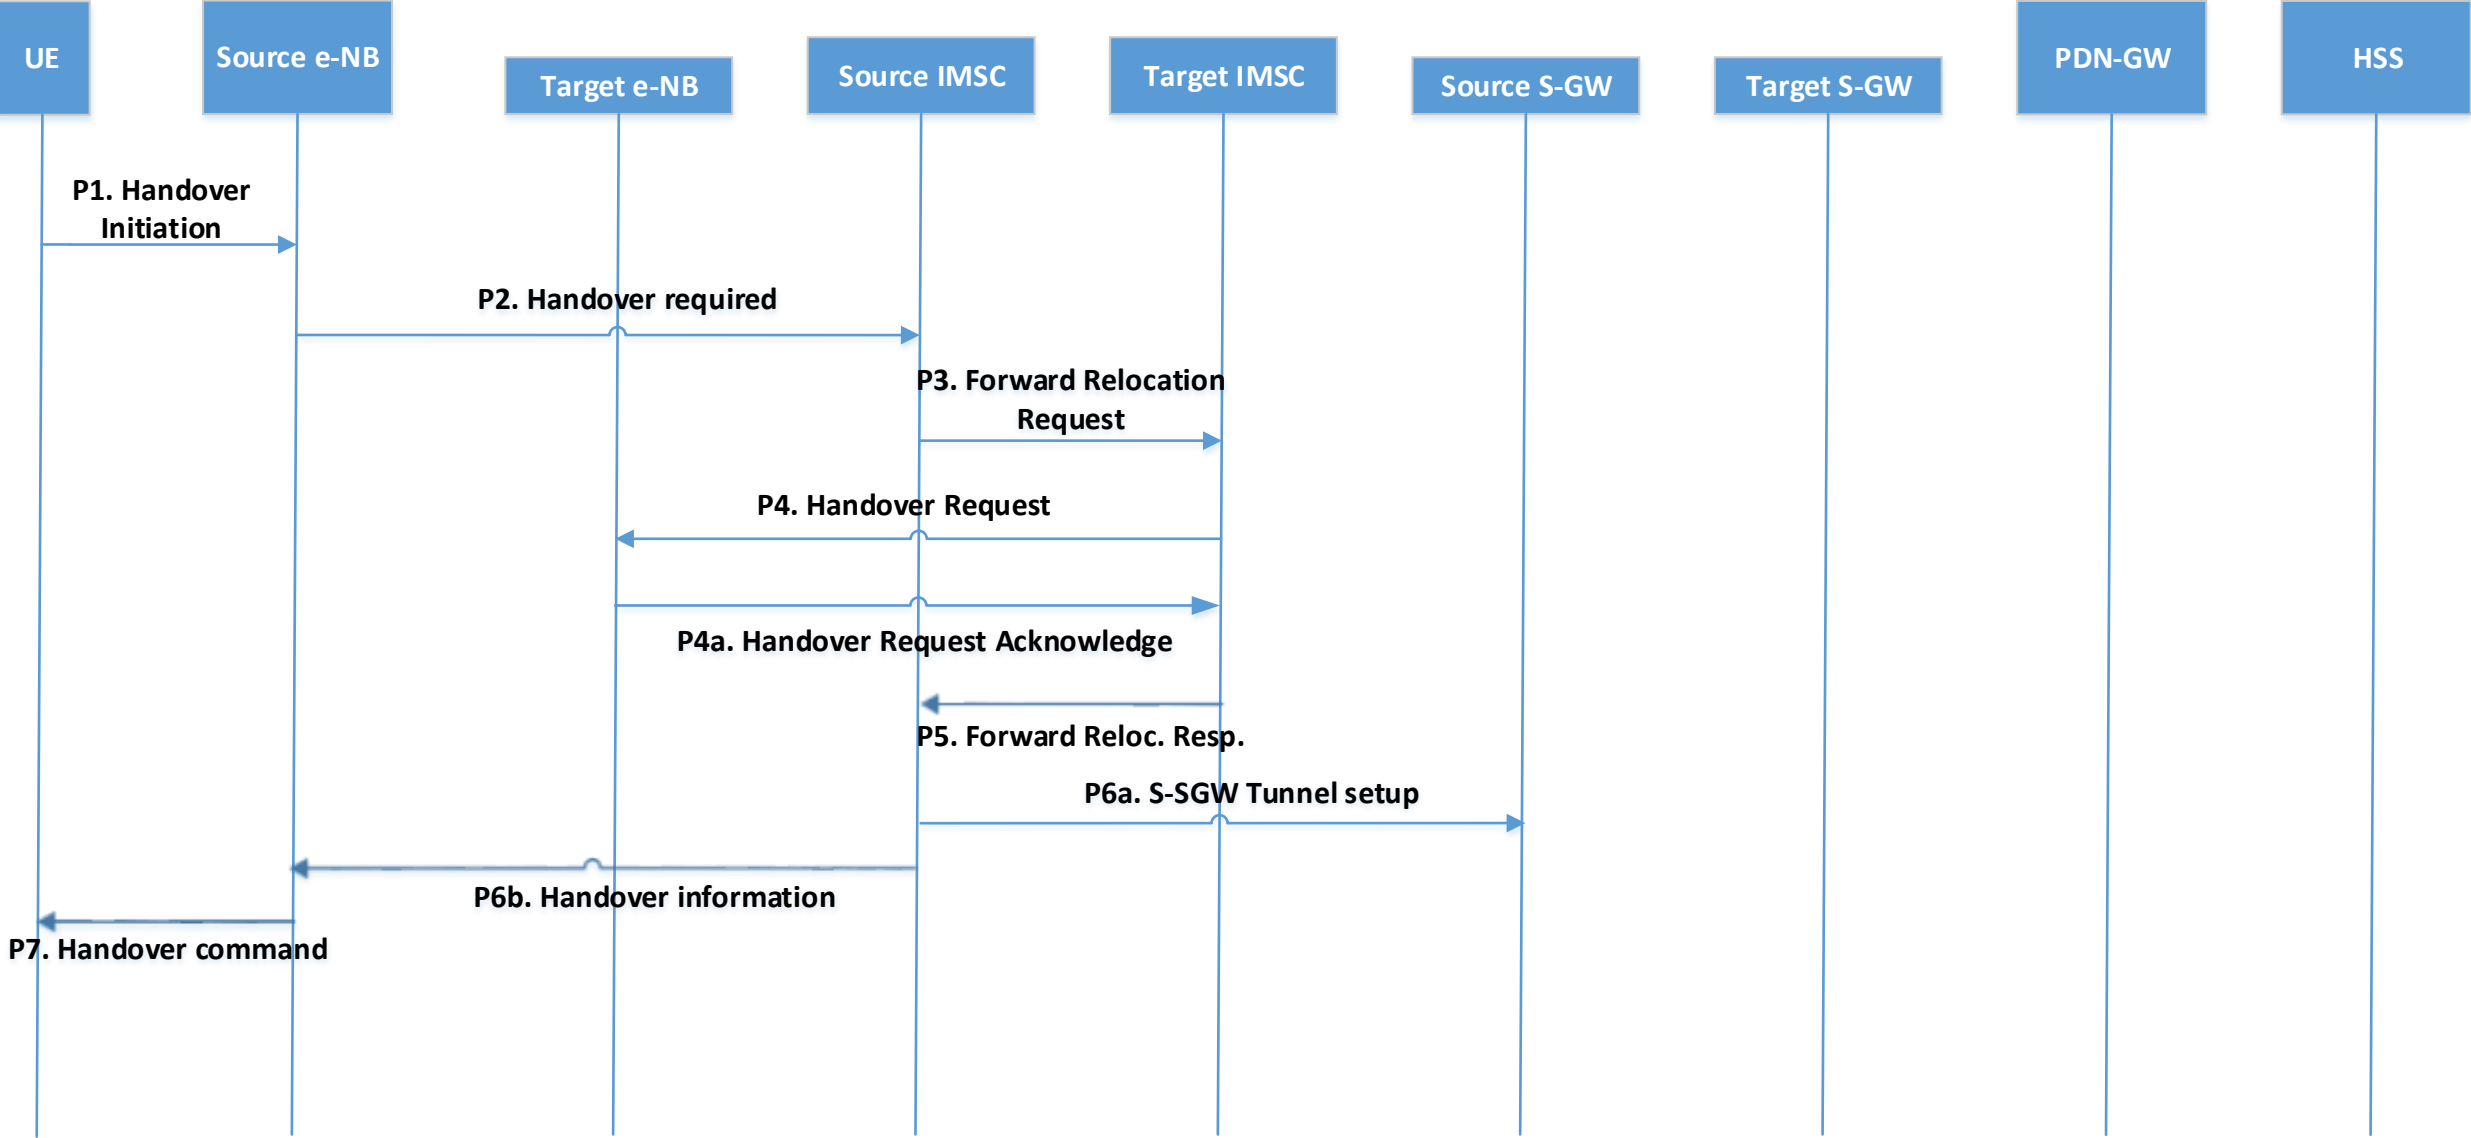 UE
Source e-NB
Target e-NB
Source IMSC
Target IMSC
Source S-GW
Target S-GW
PDN-GW
HSS
P1. Handover
Initiation
P2. Handover required
P3. Forward Relocation
Request
P4. Handover Request
P4a. Handover Request Acknowledge
P5. Forward Reloc. Resp.
P6a. S-SGW Tunnel setup
P6b. Handover information
P7. Handover command